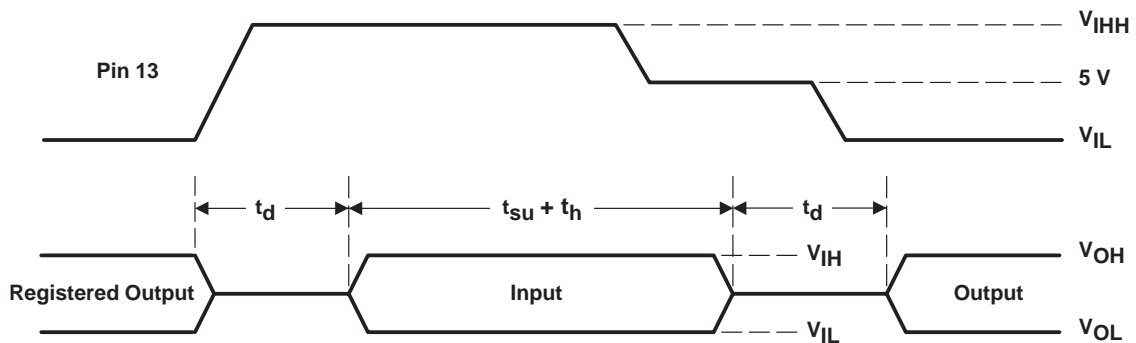 V_IHH
Pin 13
5 V
V_IL
t_d
t_su + t_h
t_d
V_IH
V_OH
Registered Output
Input
Output
V_IL
V_OL